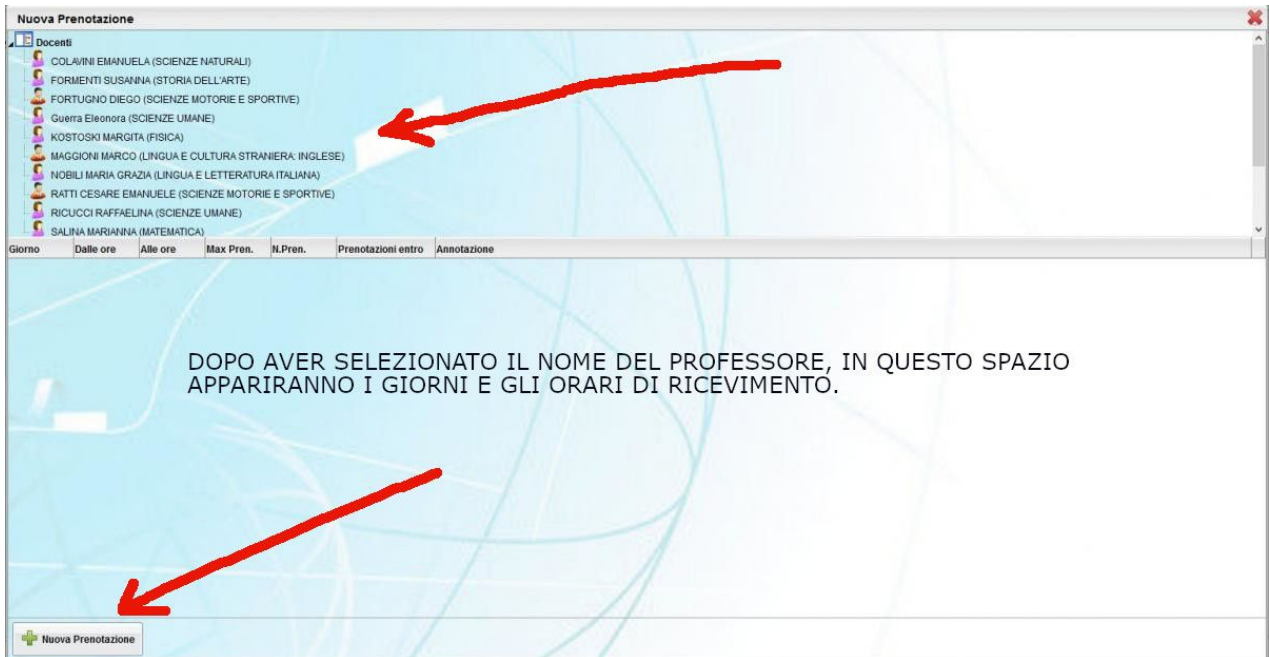 Nuova Prenotazione
Docenti
COLAVINI EMANUELA (SCIENZE NATURALI)
FORMENTI SUSANNA (STORIA DELL'ARTE)
FORTUGNO DIEGO (SCIENZE MOTORIE E SPORTIVE)
Guerra Eleonora (SCIENZE UMANE)
KOSTOSKI MARGITA (FISICA)
MAGGIONI MARCO (LINGUA E CULTURA STRANIERA: INGLESE)
NOBILI MARIA GRAZIA (LINGUA E LETTERATURA ITALIANA)
RATTI CESARE EMANUELE (SCIENZE MOTORIE E SPORTIVE)
RICUCCI RAFFAELINA (SCIENZE UMANE)
SALINA MARIANNA (MATEMATICA)
Giorno Dalle ore Alle ore Max Pren. N.Pren. Prenotazioni entro Annotazione
DOPO AVER SELEZIONATO IL NOME DEL PROFESSORE, IN QUESTO SPAZIO
APPARIRANNO I GIORNI E GLI ORARI DI RICEVIMENTO.
Nuova Prenotazione